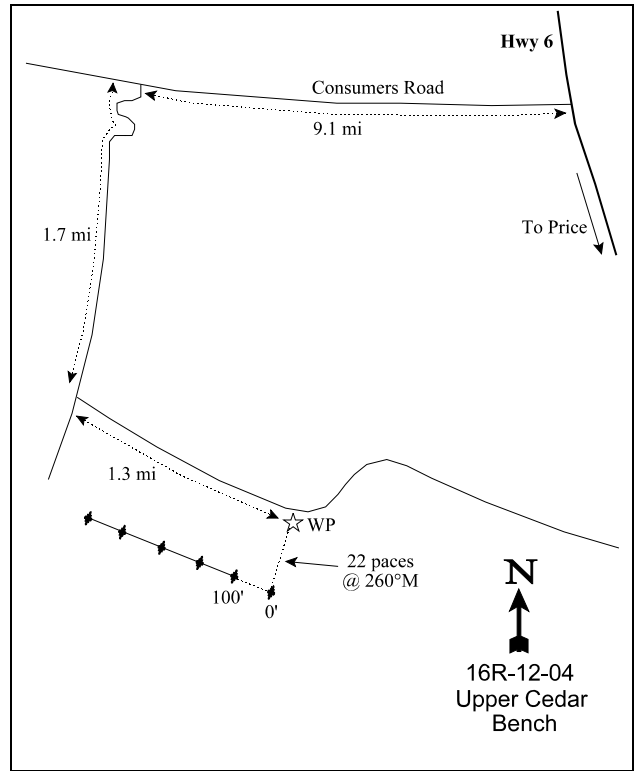 Hwy 6
Consumers Road
9.1 mi
To Price
1.7 mi
1.3 mi
WP
22 paces
@ 260°M
100'
0'
N
16R-12-04
Upper Cedar
Bench